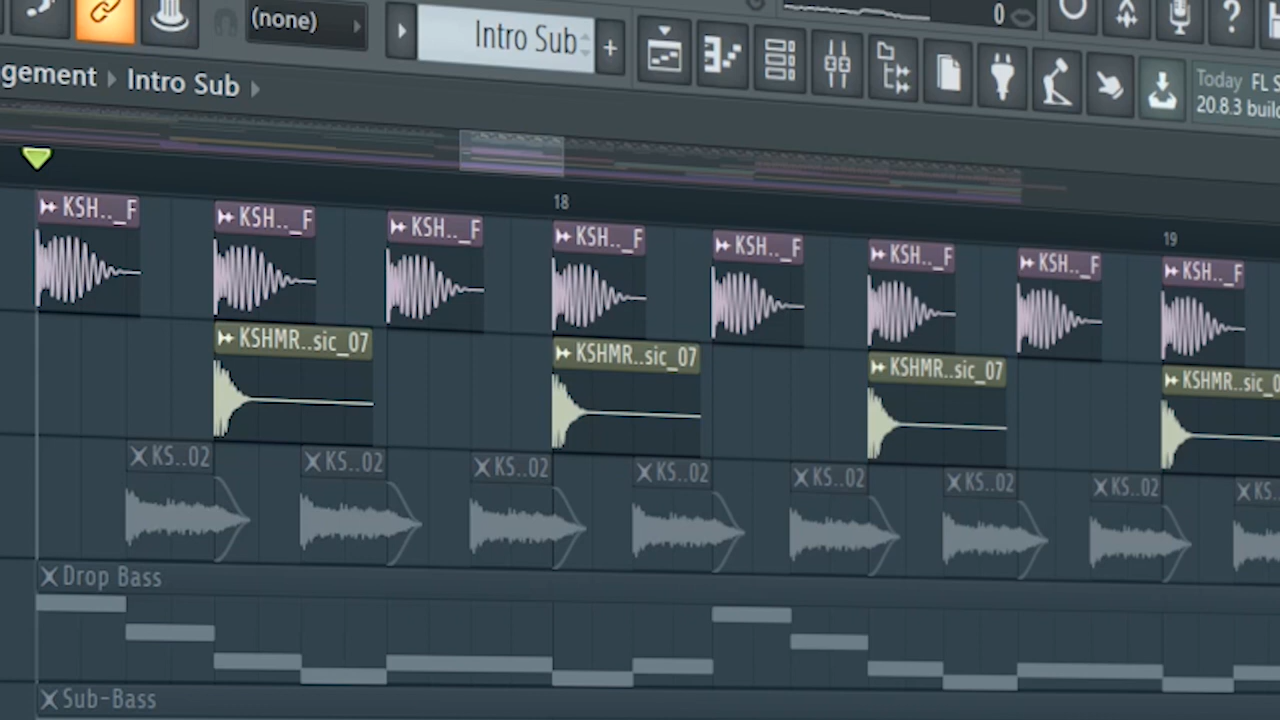 (none)
Intro Sub
+
0
?
Today FL S
20.8.3 build
gement Intro Sub
18
19
KSH.._F
KSH.._F
KSH.._F
KSH.._F
KSH.._F
KSH.._F
KSH.._F
KSH.._F
KSHMR..sic_07
KSHMR..sic_07
KSHMR..sic_07
KSHMR..sic_0
KS..02
KS..02
KS..02
KS..02
KS..02
KS..02
KS..02
KS..
Drop Bass
Sub-Bass